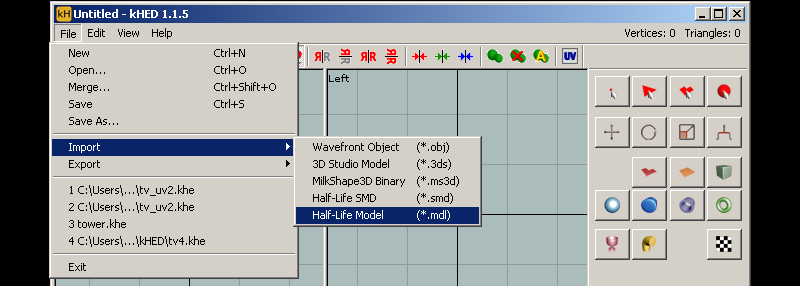 kH Untitled - kHED 1.1.5
File Edit View Help Vertices: 0 Triangles: 0
New Ctrl+N
Open... Ctrl+O
Merge... Ctrl+Shift+O
Save Ctrl+S
Save As...
Import
Export
1 C:\Users\...\tv_uv2.khe
2 C:\Users\...\tv_uv2.khe
3 tower.khe
4 C:\Users\...\kHED\tv4.khe
Exit
Wavefront Object (*.obj)
3D Studio Model (*.3ds)
MilkShape3D Binary (*.ms3d)
Half-Life SMD (*.smd)
Half-Life Model (*.mdl)
A UV
Left